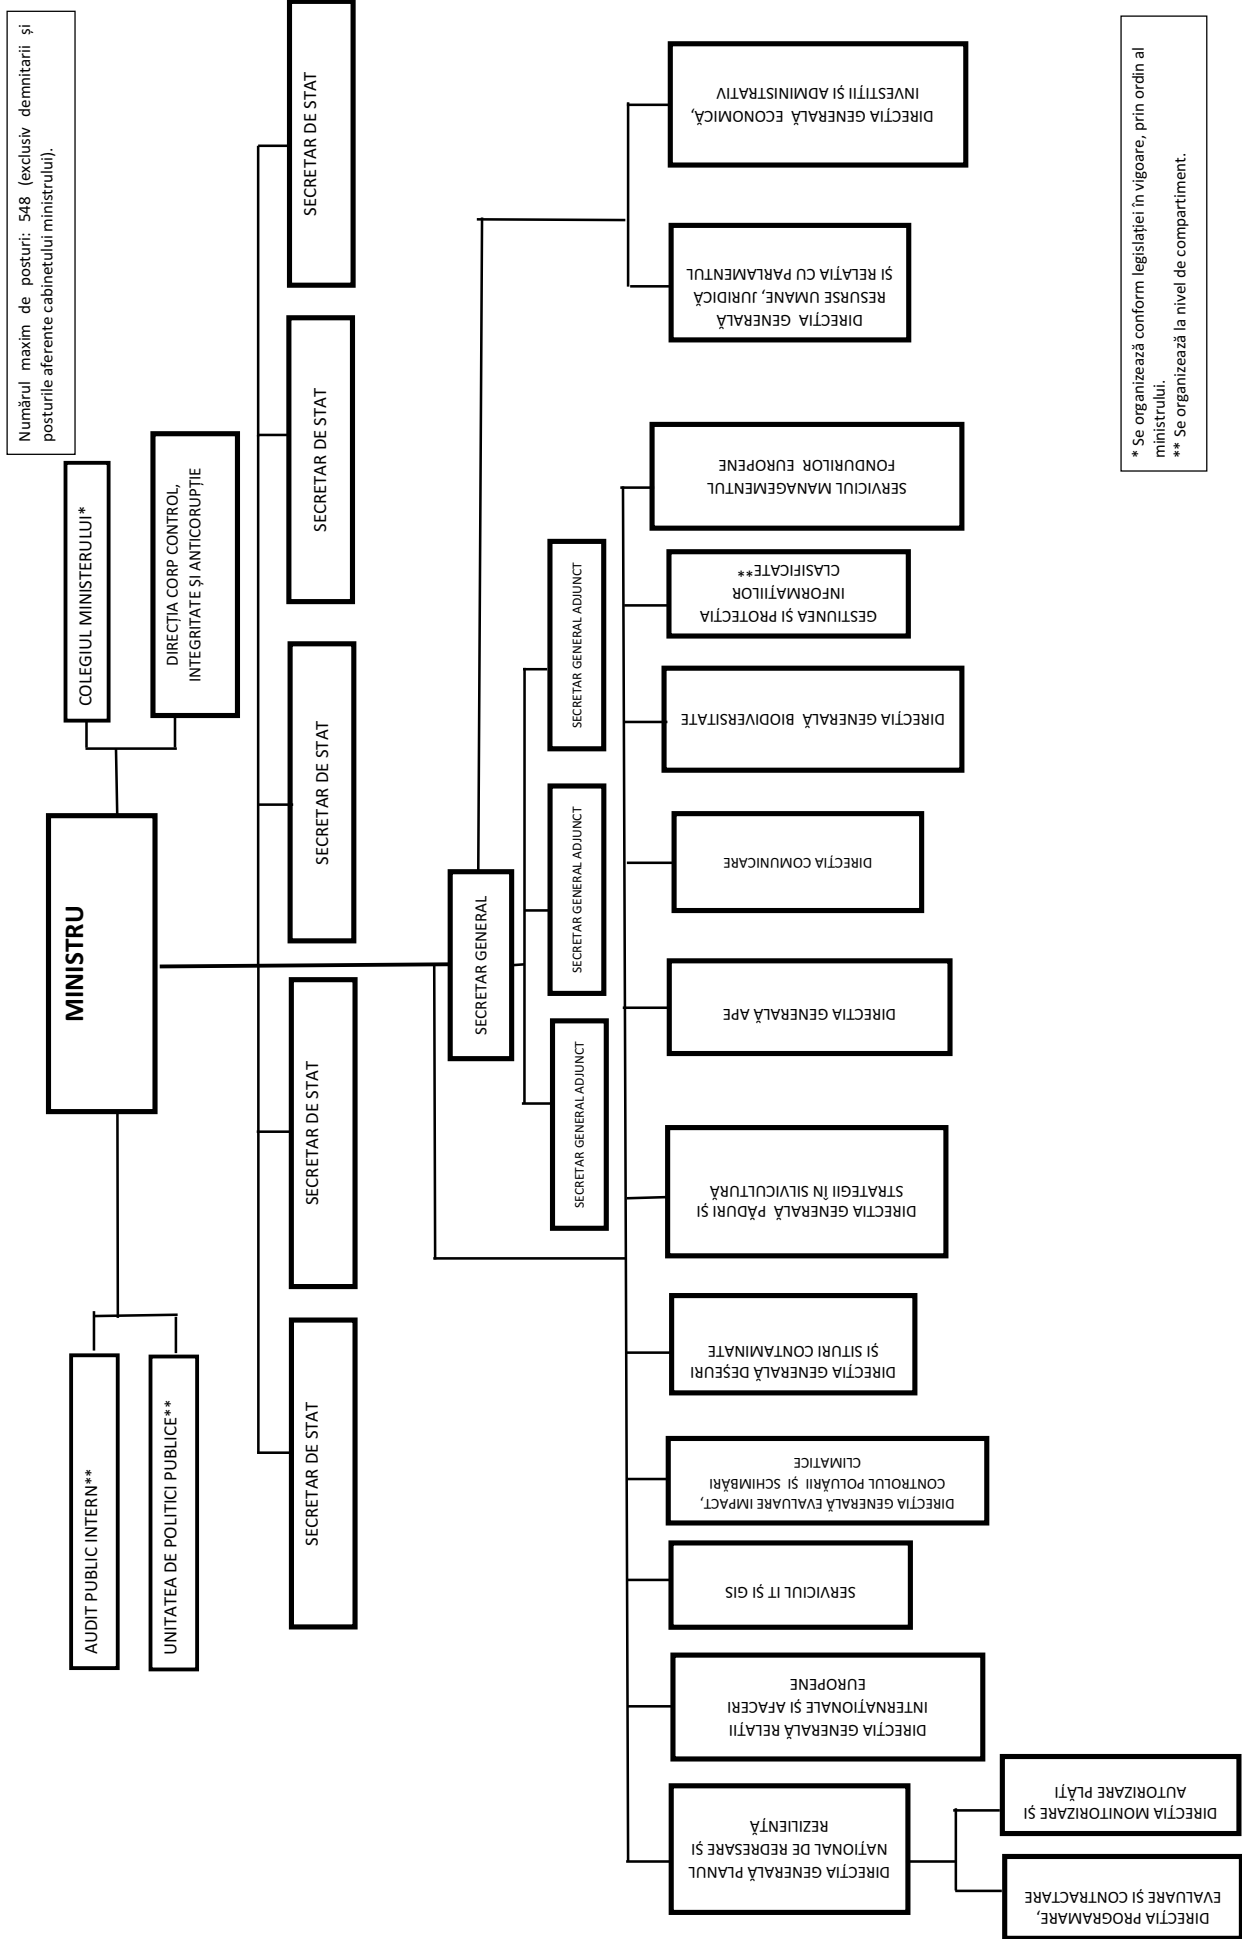 Numărul maxim de posturi: 548 (exclusiv demnitarii și
posturile aferente cabinetului ministrului).
MINISTRU
COLEGIUL MINISTERULUI*
DIRECȚIA CORP CONTROL,
INTEGRITATE ȘI ANTICORUPȚIE
AUDIT PUBLIC INTERN**
UNITATEA DE POLITICI PUBLICE**
SECRETAR DE STAT
SECRETAR DE STAT
SECRETAR DE STAT
SECRETAR DE STAT
SECRETAR DE STAT
SECRETAR GENERAL
SECRETAR GENERAL ADJUNCT
SECRETAR GENERAL ADJUNCT
SECRETAR GENERAL ADJUNCT
DIRECȚIA GENERALĂ PLANUL
NAȚIONAL DE REDRESARE ȘI
REZILIENȚĂ
DIRECȚIA GENERALĂ RELAȚII
INTERNAȚIONALE ȘI AFACERI
EUROPENE
SERVICIUL IT ȘI GIS
DIRECȚIA GENERALĂ EVALUARE IMPACT,
CONTROLUL POLUĂRII ȘI SCHIMBĂRI
CLIMATICE
DIRECȚIA GENERALĂ DEȘEURI
ȘI SITURI CONTAMINATE
DIRECTIA GENERALĂ PĂDURI ȘI
STRATEGII ÎN SILVICULTURĂ
DIRECTIA GENERALĂ APE
DIRECȚIA COMUNICARE
DIRECȚIA GENERALĂ BIODIVERSITATE
GESTIUNEA ȘI PROTECȚIA
INFORMAȚIILOR
CLASIFICATE**
SERVICIUL MANAGEMENTUL
FONDURILOR EUROPENE
DIRECȚIA GENERALĂ
RESURSE UMANE, JURIDICĂ
ȘI RELAȚIA CU PARLAMENTUL
DIRECȚIA GENERALĂ ECONOMICĂ,
INVESTIȚII ȘI ADMINISTRATIV
DIRECȚIA PROGRAMARE,
EVALUARE ȘI CONTRACTARE
DIRECȚIA MONITORIZARE ȘI
AUTORIZARE PLĂȚI
* Se organizează conform legislației în vigoare, prin ordin al
ministrului.
** Se organizează la nivel de compartiment.